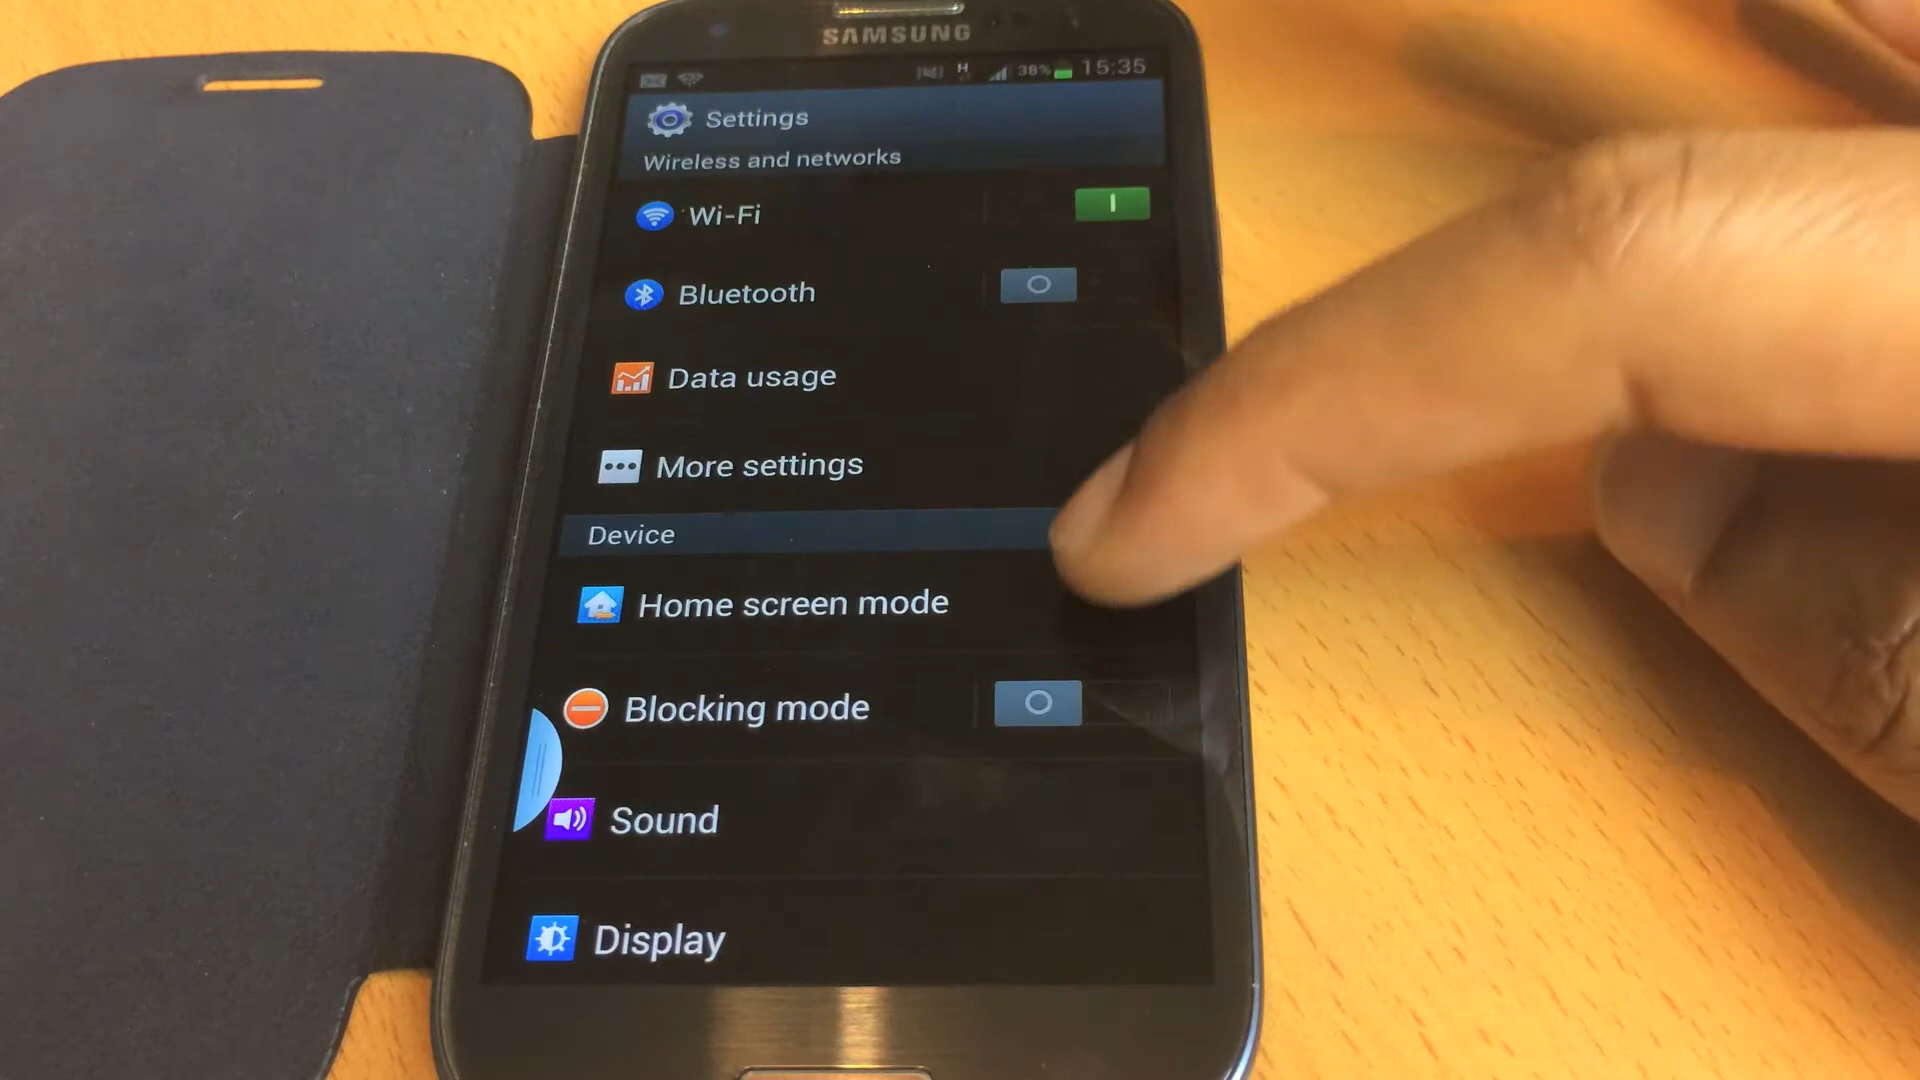 SAMSUNG
H 38% 15:35
Settings
Wireless and networks
Wi-Fi
Bluetooth
Data usage
More settings
Device
Home screen mode
Blocking mode
Sound
Display